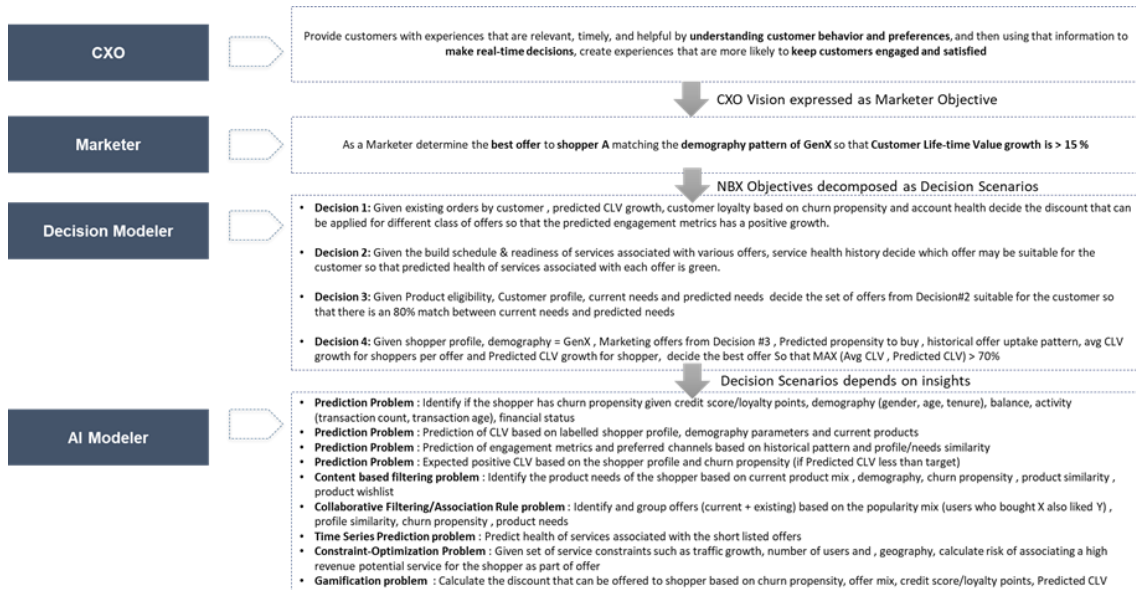 CXO
Provide customers with experiences that are relevant, timely, and helpful by understanding customer behavior and preferences, and then using that information to
make real-time decisions, create experiences that are more likely to keep customers engaged and satisfied
CXO Vision expressed as Marketer Objective
Marketer
As a Marketer determine the best offer to shopper A matching the demography pattern of GenX so that Customer Life-time Value growth is > 15 %
NBX Objectives decomposed as Decision Scenarios
Decision Modeler
• Decision 1: Given existing orders by customer , predicted CLV growth, customer loyalty based on churn propensity and account health decide the discount that can
be applied for different class of offers so that the predicted engagement metrics has a positive growth.
• Decision 2: Given the build schedule & readiness of services associated with various offers, service health history decide which offer may be suitable for the
customer so that predicted health of services associated with each offer is green.
• Decision 3: Given Product eligibility, Customer profile, current needs and predicted needs decide the set of offers from Decision#2 suitable for the customer so
that there is an 80% match between current needs and predicted needs
• Decision 4: Given shopper profile, demography = GenX , Marketing offers from Decision #3 , Predicted propensity to buy , historical offer uptake pattern, avg CLV
growth for shoppers per offer and Predicted CLV growth for shopper, decide the best offer So that MAX (Avg CLV , Predicted CLV) > 70%
Decision Scenarios depends on insights
AI Modeler
• Prediction Problem : Identify if the shopper has churn propensity given credit score/loyalty points, demography (gender, age, tenure), balance, activity
(transaction count, transaction age), financial status
• Prediction Problem : Prediction of CLV based on labelled shopper profile, demography parameters and current products
• Prediction Problem : Prediction of engagement metrics and preferred channels based on historical pattern and profile/needs similarity
• Prediction Problem : Expected positive CLV based on the shopper profile and churn propensity (if Predicted CLV less than target)
• Content based filtering problem : Identify the product needs of the shopper based on current product mix , demography, churn propensity , product similarity ,
product wishlist
• Collaborative Filtering/Association Rule problem : Identify and group offers (current + existing) based on the popularity mix (users who bought X also liked Y) ,
profile similarity, churn propensity , product needs
• Time Series Prediction problem : Predict health of services associated with the short listed offers
• Constraint-Optimization Problem : Given set of service constraints such as traffic growth, number of users and , geography, calculate risk of associating a high
revenue potential service for the shopper as part of offer
• Gamification problem : Calculate the discount that can be offered to shopper based on churn propensity, offer mix, credit score/loyalty points, Predicted CLV